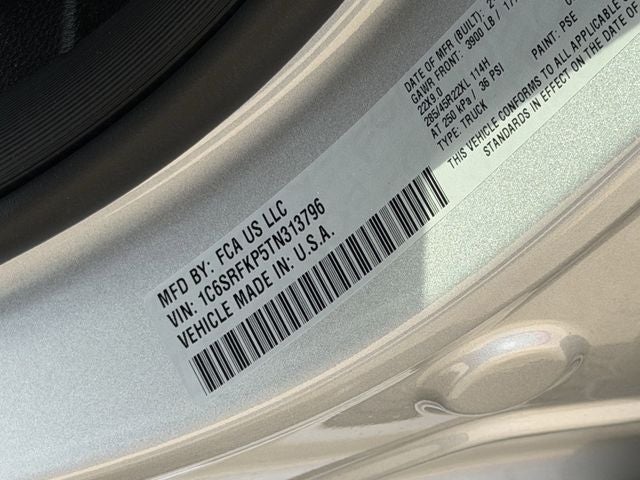 MFD BY: FCA US LLC
VIN: 1C6SRFKP5TN313796
VEHICLE MADE IN: U.S.A.
DATE OF MFR (BUILT): 2
GAWR FRONT: 3900 LB / 17
22X9.0
285/45R22XL 114H
AT 250 kPa / 36 PSI
TYPE: TRUCK
PAINT: PSE
THIS VEHICLE CONFORMS TO ALL APPLICABLE
STANDARDS IN EFFECT ON THE D